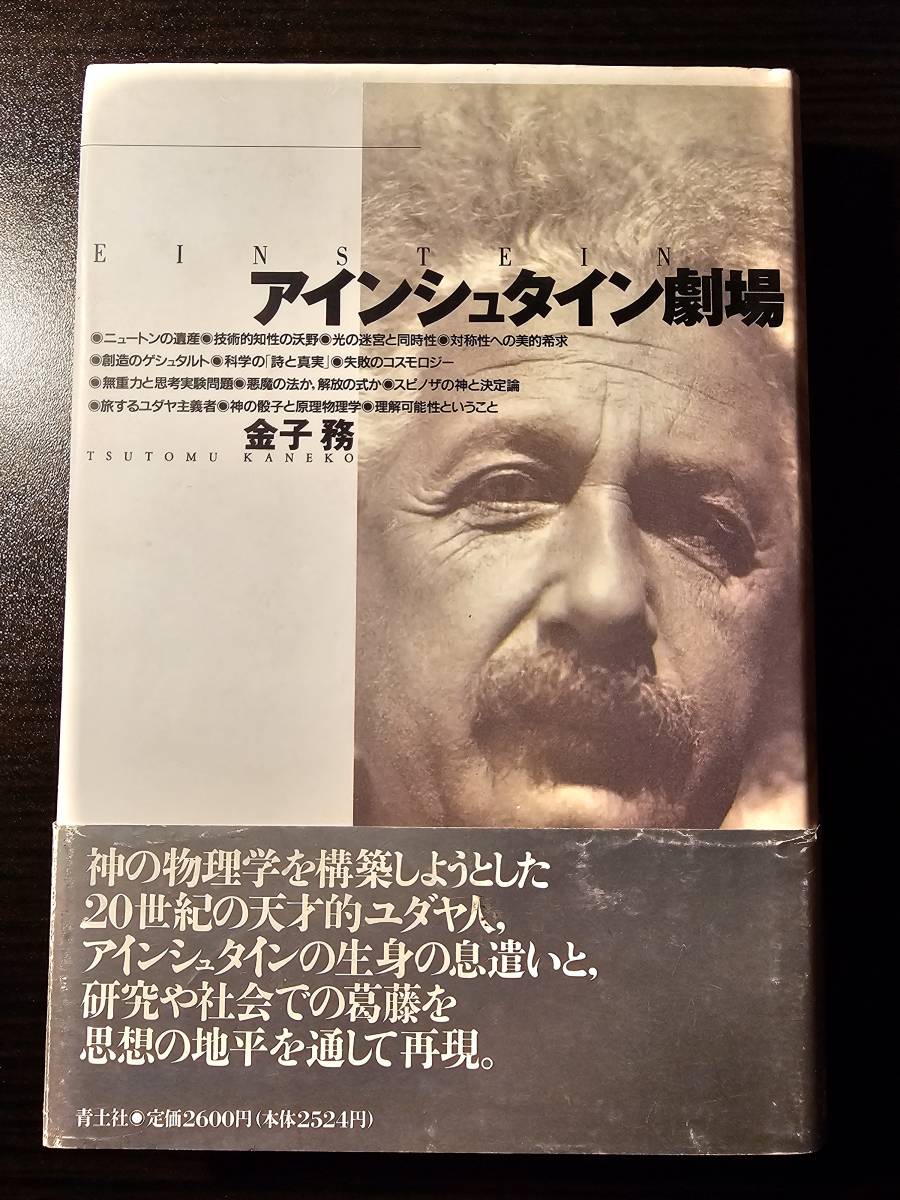 EINSTEIN
アインシュタイン劇場
◉ニュートンの遺産◉技術的知性の沃野◉光の迷宮と同時性◉対称性への美的希求
◉創造のゲシュタルト◉科学の「詩と真実」◉失敗のコスモロジー
◉無重力と思考実験問題◉悪魔の法か,解放の式か◉スピノザの神と決定論
◉旅するユダヤ主義者◉神の骰子と原理物理学◉理解可能性ということ
金子 務
TSUTOMU KANEKO
神の物理学を構築しようとした
20世紀の天才的ユダヤ人,
アインシュタインの生身の息遣いと,
研究や社会での葛藤を
思想の地平を通して再現。
青土社◉定価2600円(本体2524円)